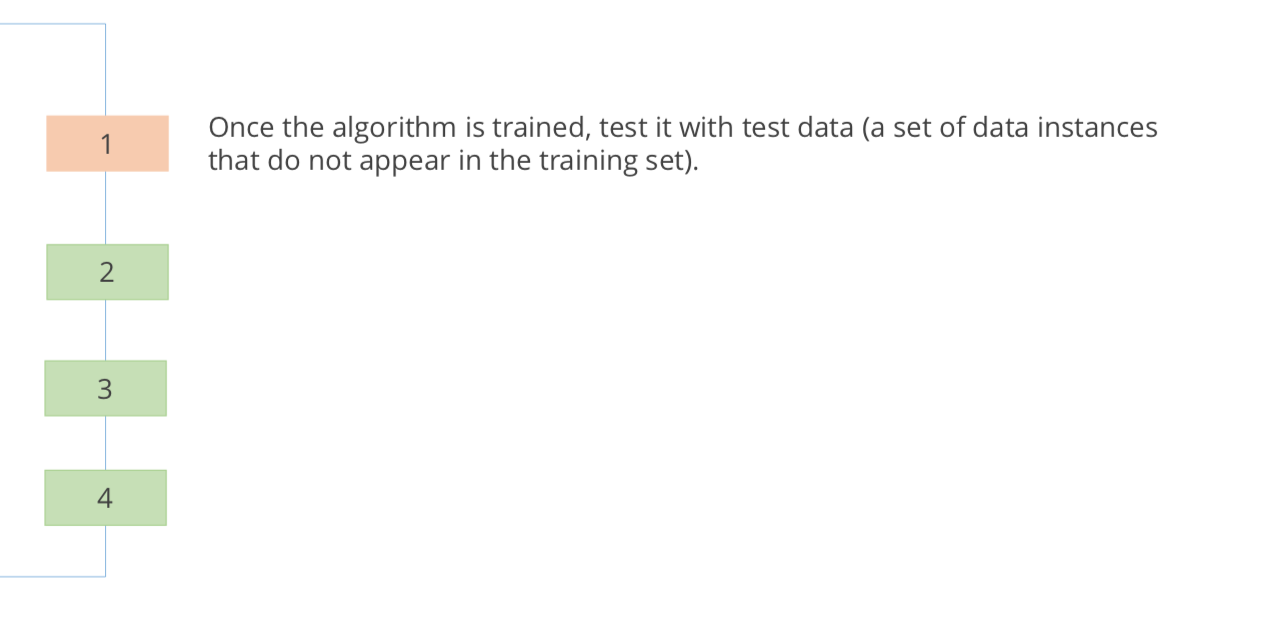 1
Once the algorithm is trained, test it with test data (a set of data instances
that do not appear in the training set).
2
3
4